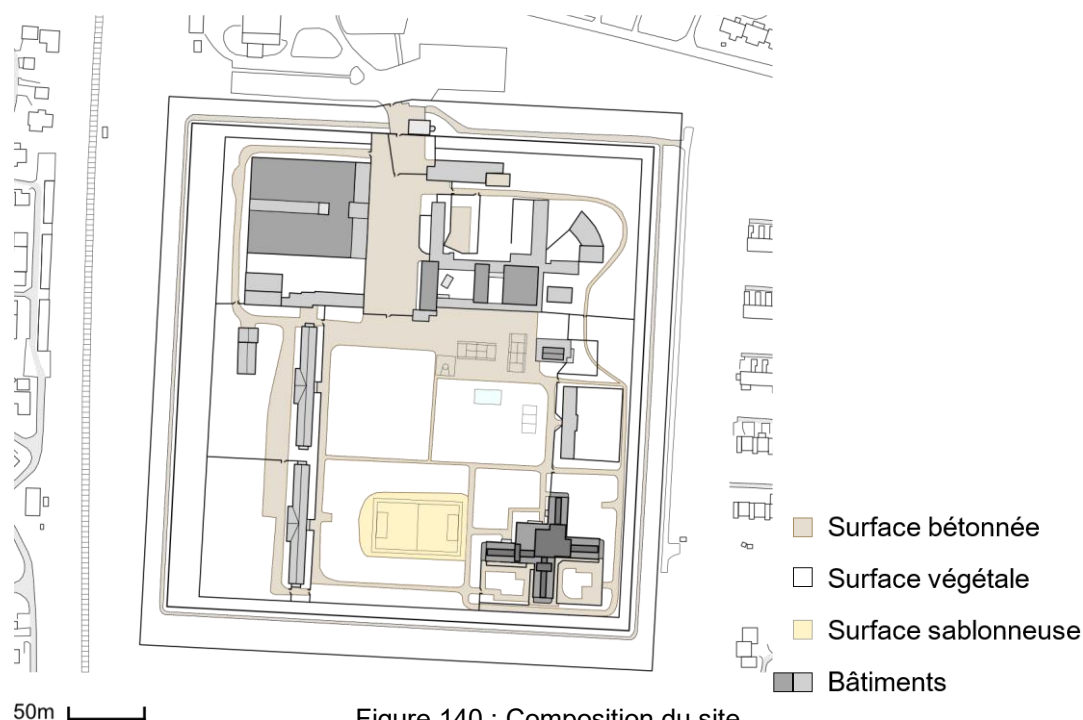 Surface bétonnée
Surface végétale
Surface sablonneuse
Bâtiments
50m
Figure 140 : Composition du site